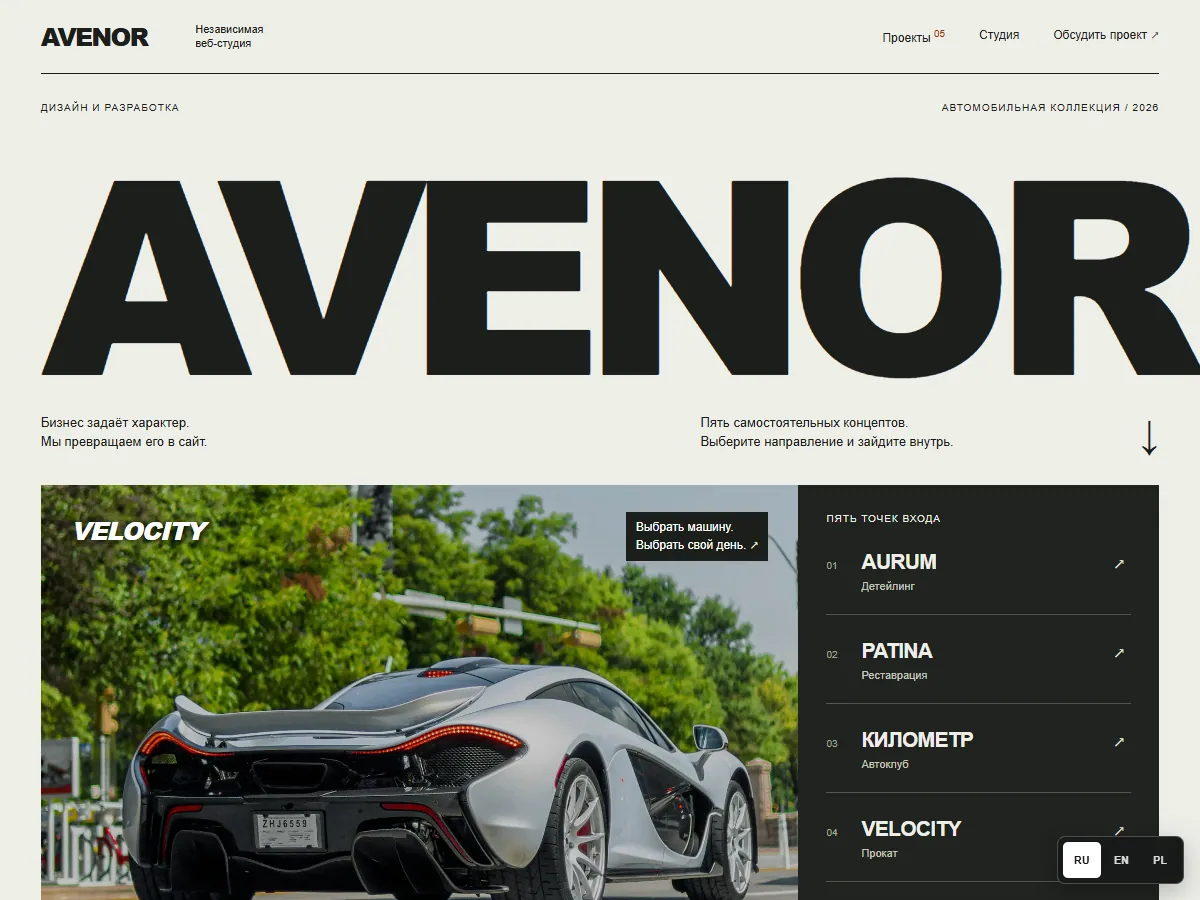 AVENOR
Независимая
веб-студия
Проекты 05
Студия
Обсудить проект ↗
ДИЗАЙН И РАЗРАБОТКА
АВТОМОБИЛЬНАЯ КОЛЛЕКЦИЯ / 2026
AVENOR
Бизнес задаёт характер.
Мы превращаем его в сайт.
Пять самостоятельных концептов.
Выберите направление и зайдите внутрь.
↓
VELOCITY
Выбрать машину.
Выбрать свой день. ↗
ZHJ6559
ПЯТЬ ТОЧЕК ВХОДА
01 AURUM ↗
Детейлинг
02 PATINA ↗
Реставрация
03 КИЛОМЕТР ↗
Автоклуб
04 VELOCITY ↗
Прокат
RU EN PL